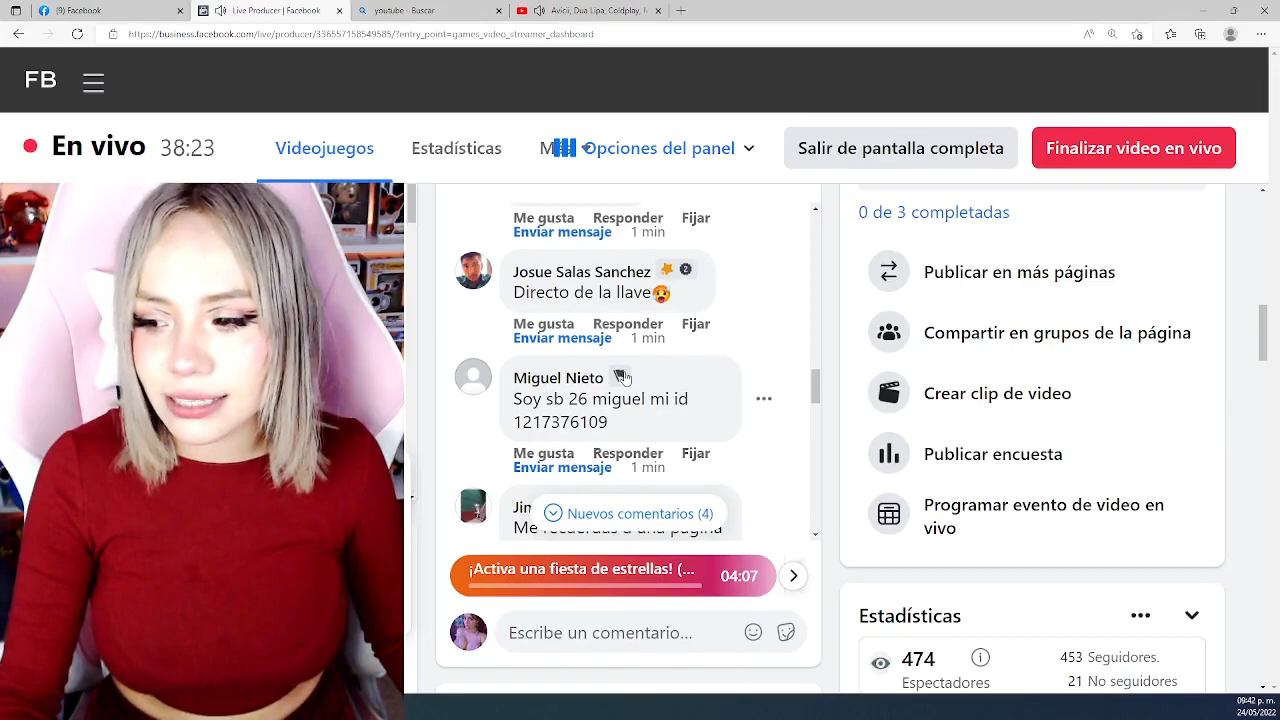 (9) Facebook
Live Producer | Facebook
youtube - Buscar
Avicii, Dua Lipa, Coldplay, M
https://business.facebook.com/live/producer/336557158549585/?entry_point=games_video_streamer_dashboard
FB
En vivo 38:23
Videojuegos
Estadísticas
Opciones del panel
Salir de pantalla completa
Finalizar video en vivo
Me gusta Responder Fijar
Enviar mensaje 1 min
Josue Salas Sanchez 2
Directo de la llave🥵
Me gusta Responder Fijar
Enviar mensaje 1 min
Miguel Nieto
Soy sb 26 miguel mi id
1217376109
Me gusta Responder Fijar
Enviar mensaje 1 min
Jin
Nuevos comentarios (4)
Me recuerdas a una página
¡Activa una fiesta de estrellas! (... 04:07
Escribe un comentario...
0 de 3 completadas
Publicar en más páginas
Compartir en grupos de la página
Crear clip de video
Publicar encuesta
Programar evento de video en
vivo
Estadísticas
474
Espectadores
453 Seguidores.
21 No seguidores
09:42 p. m.
24/05/2022